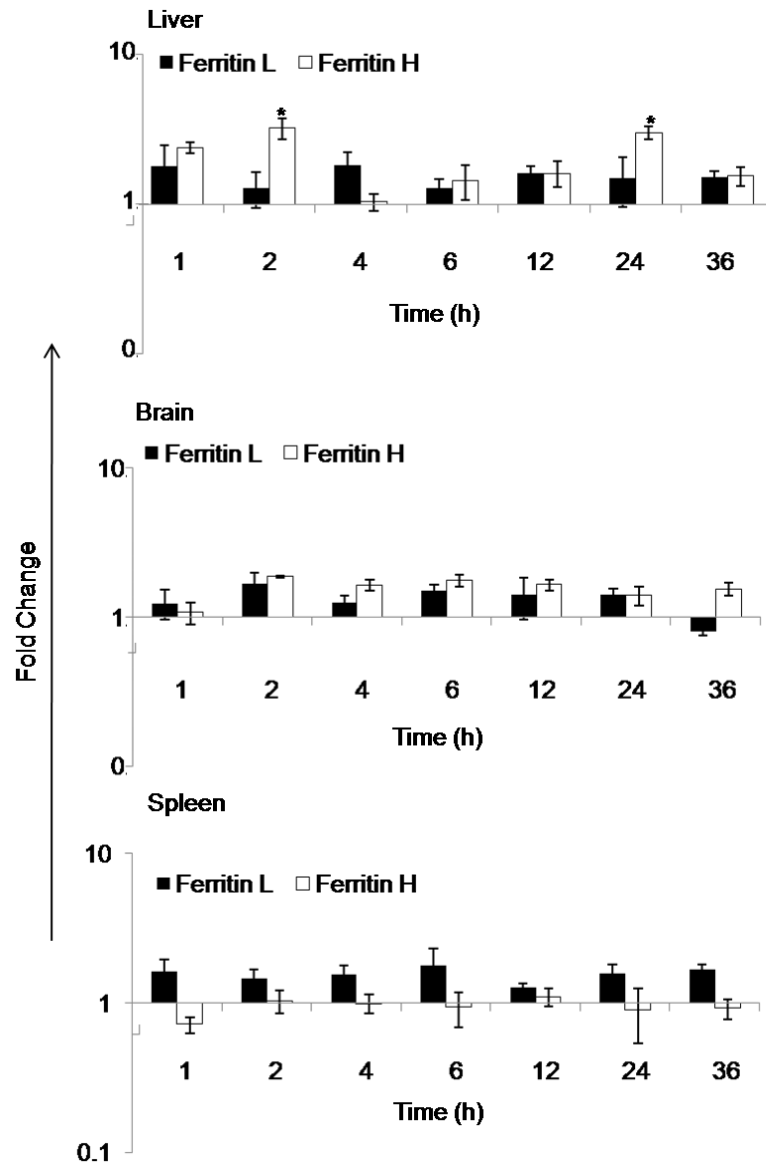 Liver
10
■ Ferritin L □ Ferritin H
* *
1
1 2 4 6 12 24 36
Time (h)
0
Fold Change
Brain
■ Ferritin L □ Ferritin H
10
1
1 2 4 6 12 24 36
Time (h)
0
Spleen
10
■ Ferritin L □ Ferritin H
1
1 2 4 6 12 24 36
Time (h)
0.1